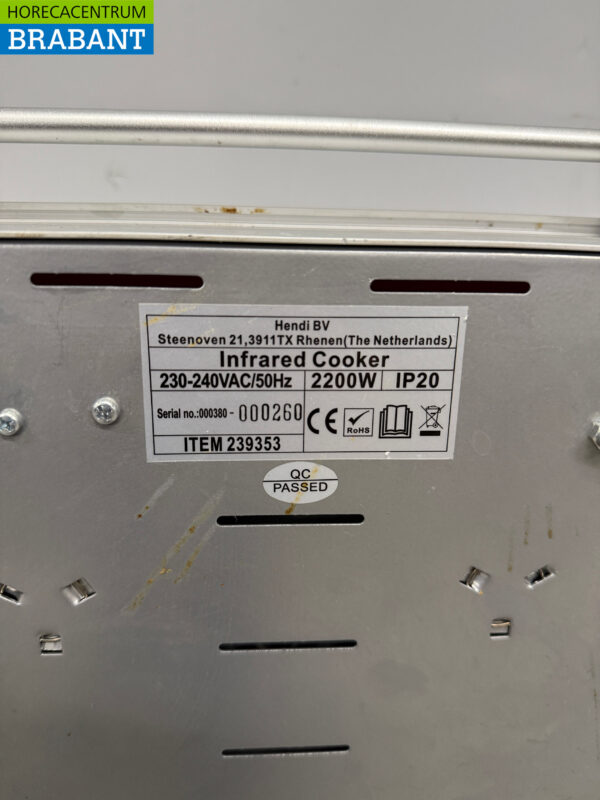 HORECACENTRUM
BRABANT
Hendi BV
Steenoven 21,3911TX Rhenen(The Netherlands)
Infrared Cooker
230-240VAC/50Hz 2200W IP20
Serial no.:000380-000260
CE RoHS
ITEM 239353
QC
PASSED